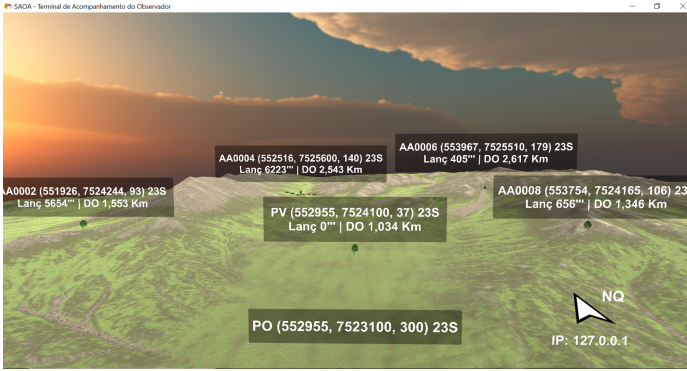 SAOA - Terminal de Acompanhamento do Observador
AA0006 (553967, 7525510, 179) 23S
Lanç 405''' | DO 2,617 Km
AA0004 (552516, 7525600, 140) 23S
Lanç 6223''' | DO 2,543 Km
AA0002 (551926, 7524244, 93) 23S
Lanç 5654''' | DO 1,553 Km
AA0008 (553754, 7524165, 106) 23
Lanç 656''' | DO 1,346 Km
PV (552955, 7524100, 37) 23S
Lanç 0''' | DO 1,034 Km
NQ
PO (552955, 7523100, 300) 23S
IP: 127.0.0.1